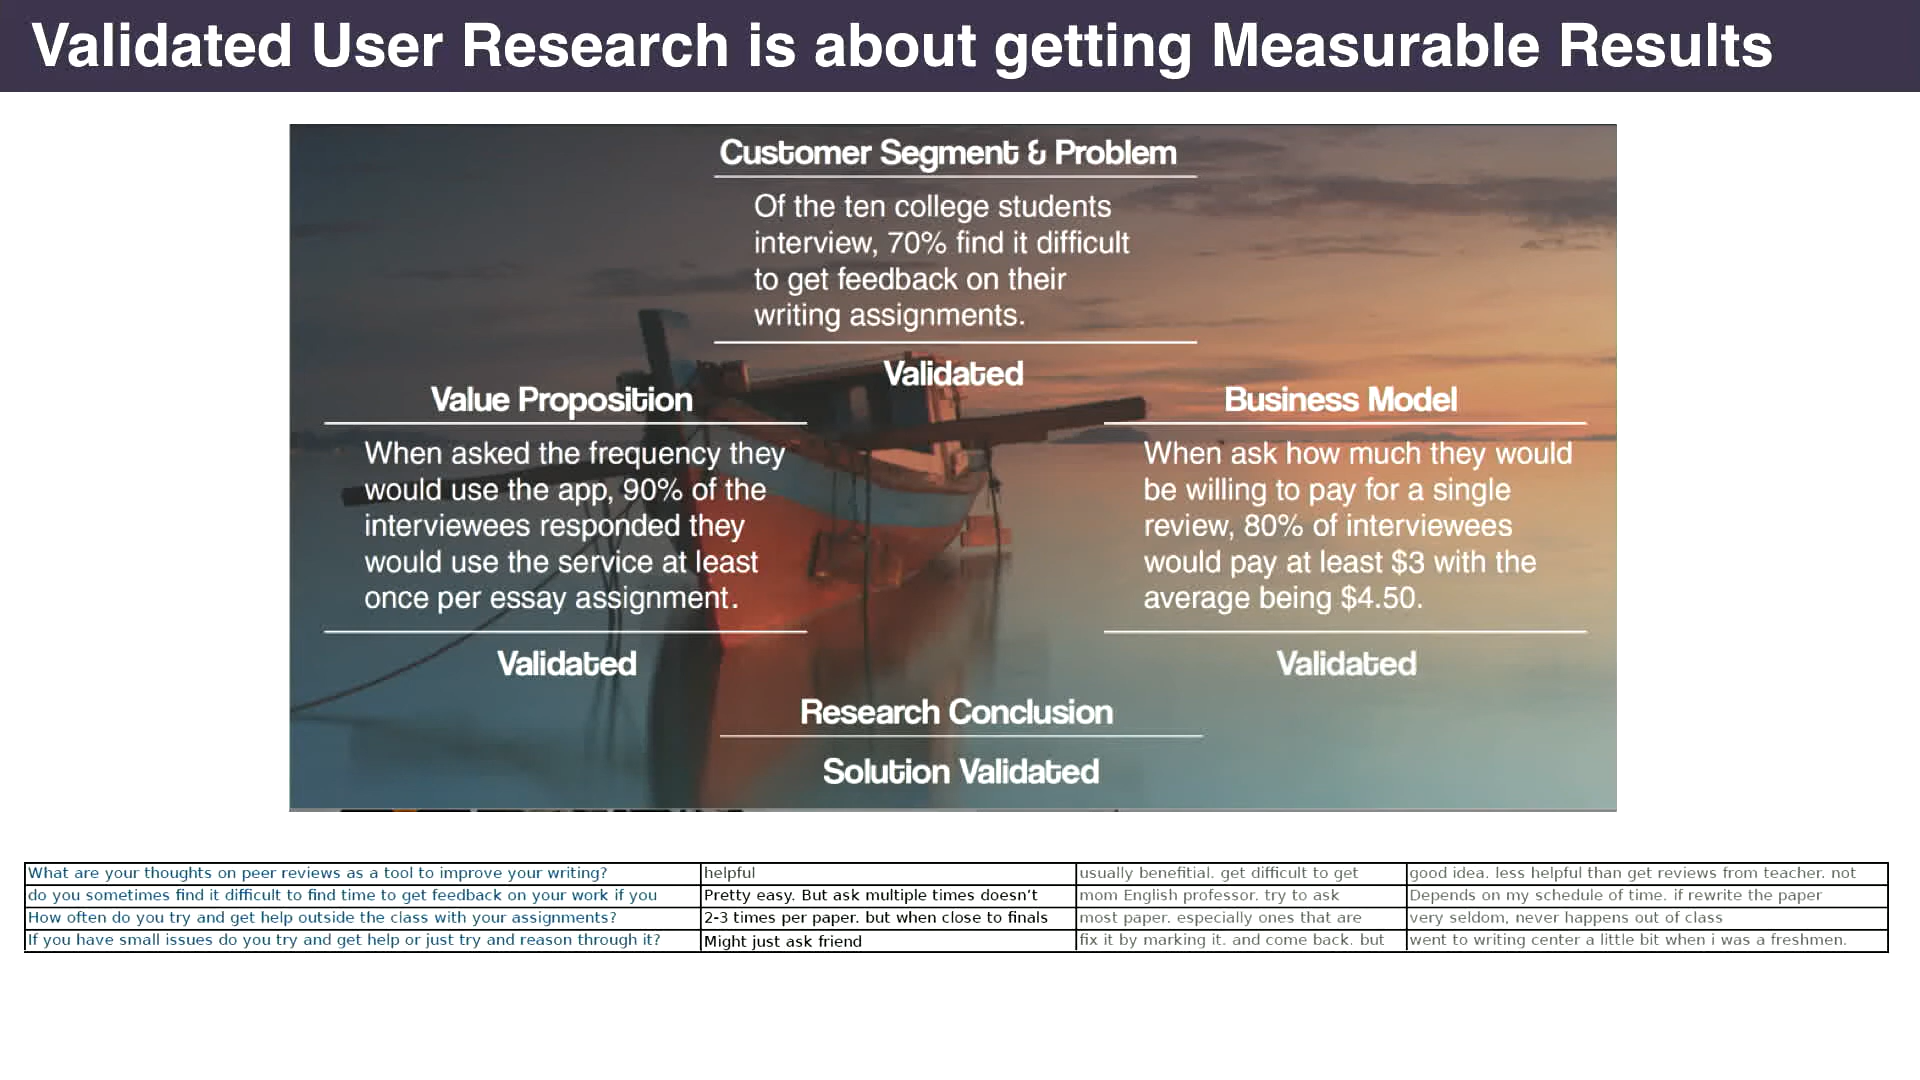 Validated User Research is about getting Measurable Results
Customer Segment & Problem
Of the ten college students
interview, 70% find it difficult
to get feedback on their
writing assignments.
Validated
Value Proposition
When asked the frequency they
would use the app, 90% of the
interviewees responded they
would use the service at least
once per essay assignment.
Validated
Business Model
When ask how much they would
be willing to pay for a single
review, 80% of interviewees
would pay at least $3 with the
average being $4.50.
Validated
Research Conclusion
Solution Validated
What are your thoughts on peer reviews as a tool to improve your writing? helpful usually benefitial. get difficult to get good idea. less helpful than get reviews from teacher. not
do you sometimes find it difficult to find time to get feedback on your work if you Pretty easy. But ask multiple times doesn't mom English professor. try to ask Depends on my schedule of time. if rewrite the paper
How often do you try and get help outside the class with your assignments? 2-3 times per paper. but when close to finals most paper. especially ones that are very seldom, never happens out of class
If you have small issues do you try and get help or just try and reason through it? Might just ask friend fix it by marking it. and come back. but went to writing center a little bit when i was a freshmen.